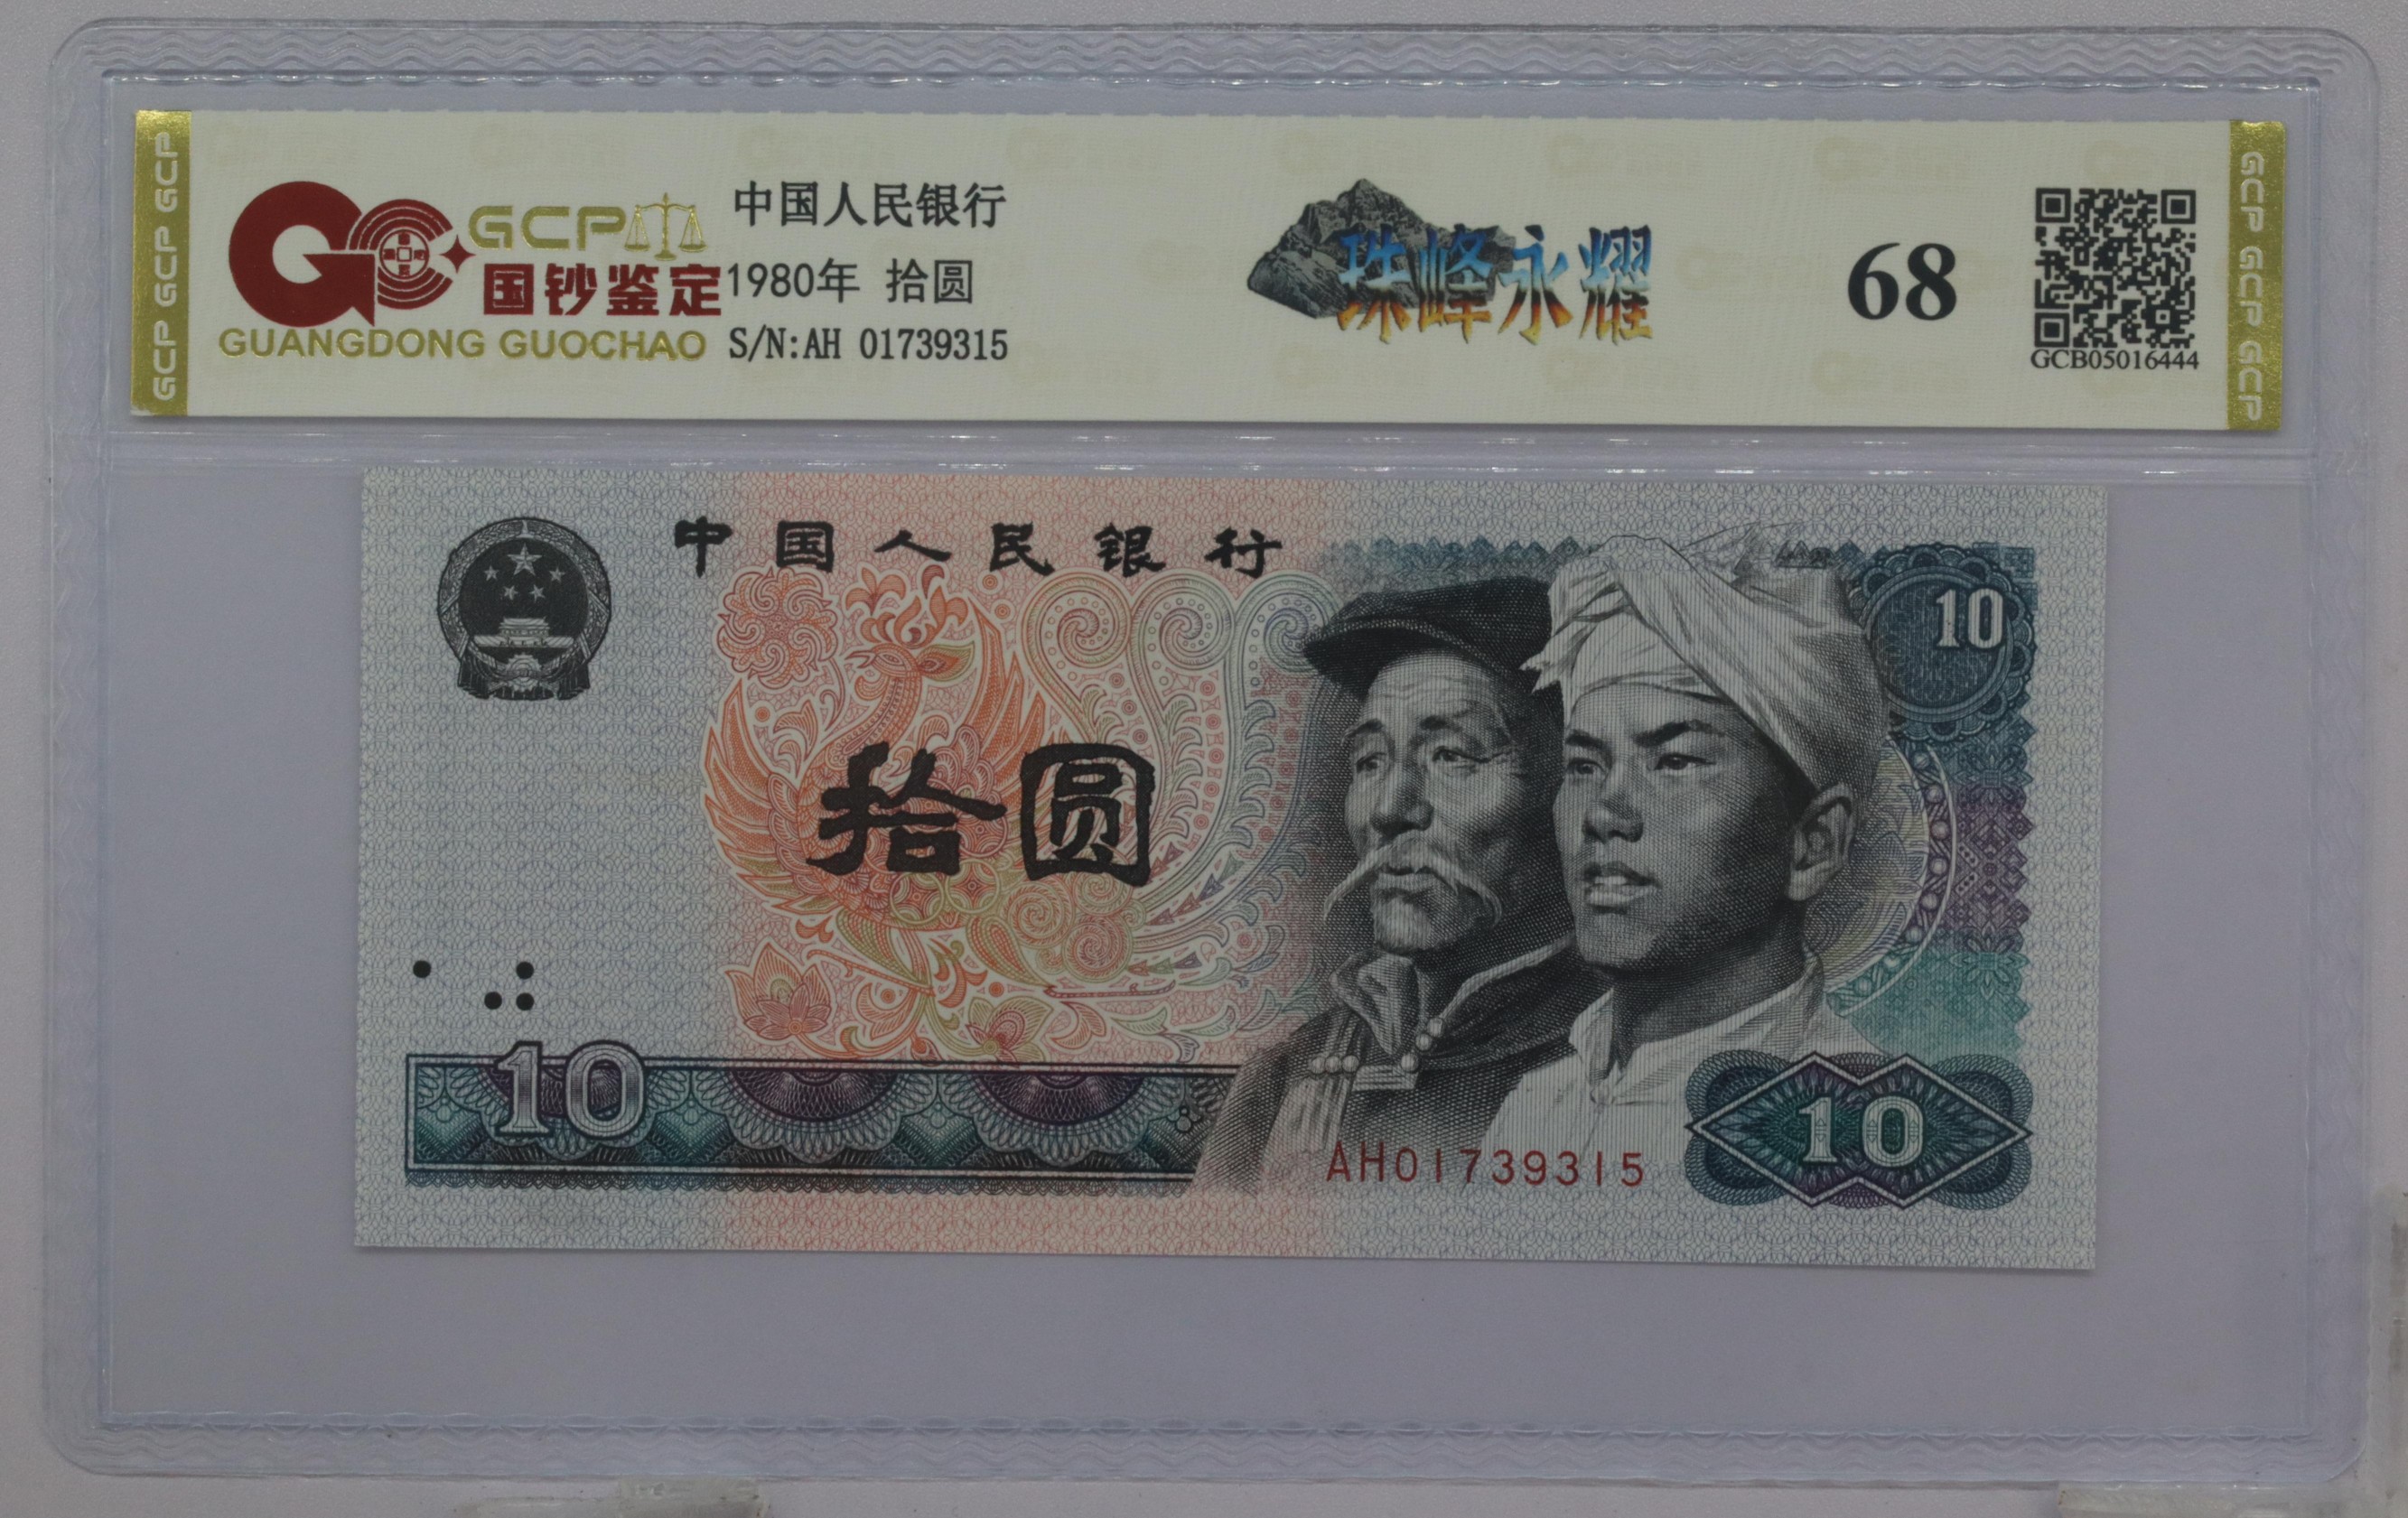 GCP GCP GCP
GCP
国钞鉴定
GUANGDONG GUOCHAO
中国人民银行
1980年 拾圆
S/N:AH 01739315
珠峰永耀
68
GCB05016444
GCP GCP GCP
中国人民银行
10
拾圆
10
AH01739315
10